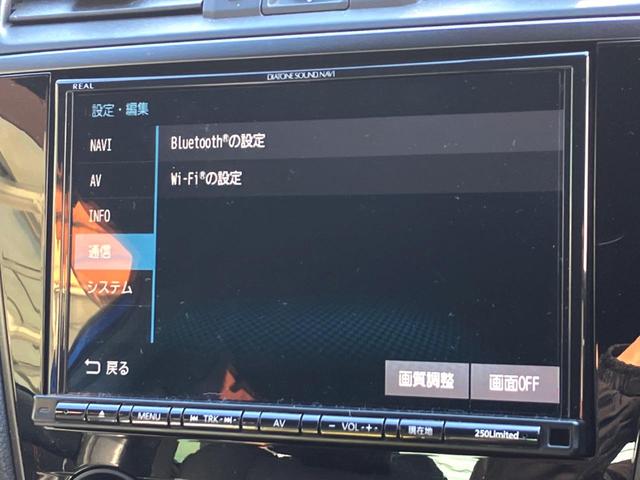 REAL
DIATONE SOUND.NAVI
設定・編集
NAVI
Bluetooth®の設定
AV
Wi-Fi®の設定
INFO
通信
システム
戻る
画質調整
画面OFF
MENU
TRK
AV
− VOL +
現在地
250Limited